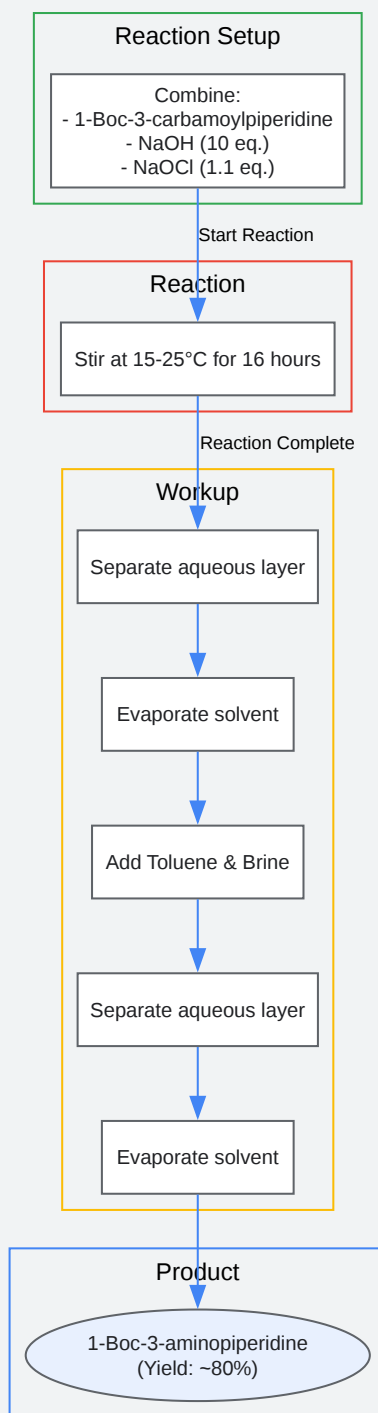 Reaction Setup
Combine:
- 1-Boc-3-carbamoylpiperidine
- NaOH (10 eq.)
- NaOCl (1.1 eq.)
Start Reaction
Reaction
Stir at 15-25°C for 16 hours
Reaction Complete
Workup
Separate aqueous layer
Evaporate solvent
Add Toluene & Brine
Separate aqueous layer
Evaporate solvent
Product
1-Boc-3-aminopiperidine
(Yield: ~80%)